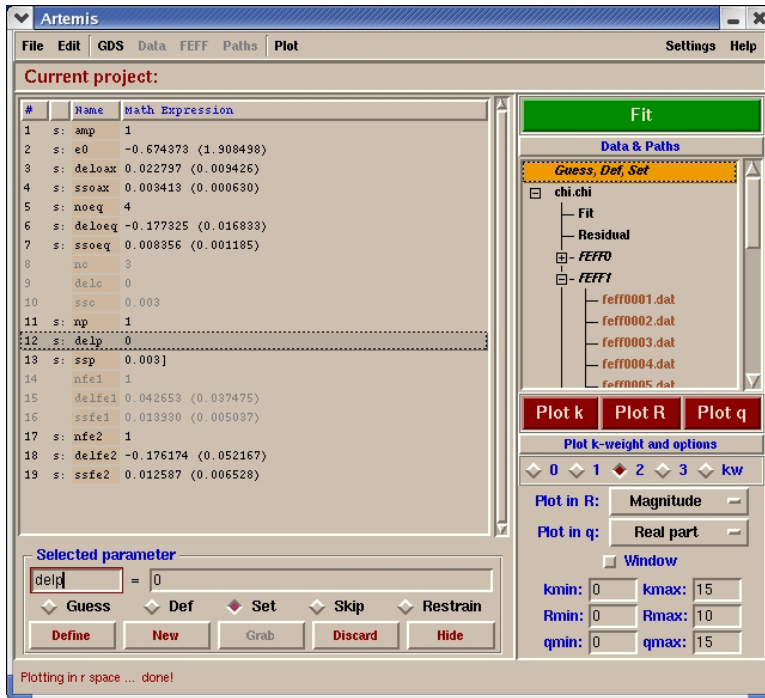 Artemis
File Edit GDS Data FEFF Paths Plot Settings Help
Current project:
# Name Math Expression
1 s: amp 1
2 s: e0 -0.674373 (1.908498)
3 s: deloax 0.022797 (0.009426)
4 s: ssoax 0.003413 (0.000630)
5 s: noeq 4
6 s: deloeq -0.177325 (0.016833)
7 s: ssoeq 0.008356 (0.001185)
8 nc 3
9 delc 0
10 ssc 0.003
11 s: np 1
12 s: delp 0
13 s: ssp 0.003]
14 nfe1 1
15 delfe1 0.042653 (0.037475)
16 ssfe1 0.013930 (0.005037)
17 s: nfe2 1
18 s: delfe2 -0.176174 (0.052167)
19 s: ssfe2 0.012587 (0.006528)
Selected parameter
delp = 0
Guess Def Set Skip Restrain
Define New Grab Discard Hide
Fit
Data & Paths
Guess, Def, Set
chi.chi
Fit
Residual
FEFF0
FEFF1
feff0001.dat
feff0002.dat
feff0003.dat
feff0004.dat
feff0005.dat
Plot k Plot R Plot q
Plot k-weight and options
0 1 2 3 kw
Plot in R: Magnitude
Plot in q: Real part
Window
kmin: 0 kmax: 15
Rmin: 0 Rmax: 10
qmin: 0 qmax: 15
Plotting in r space ... done!